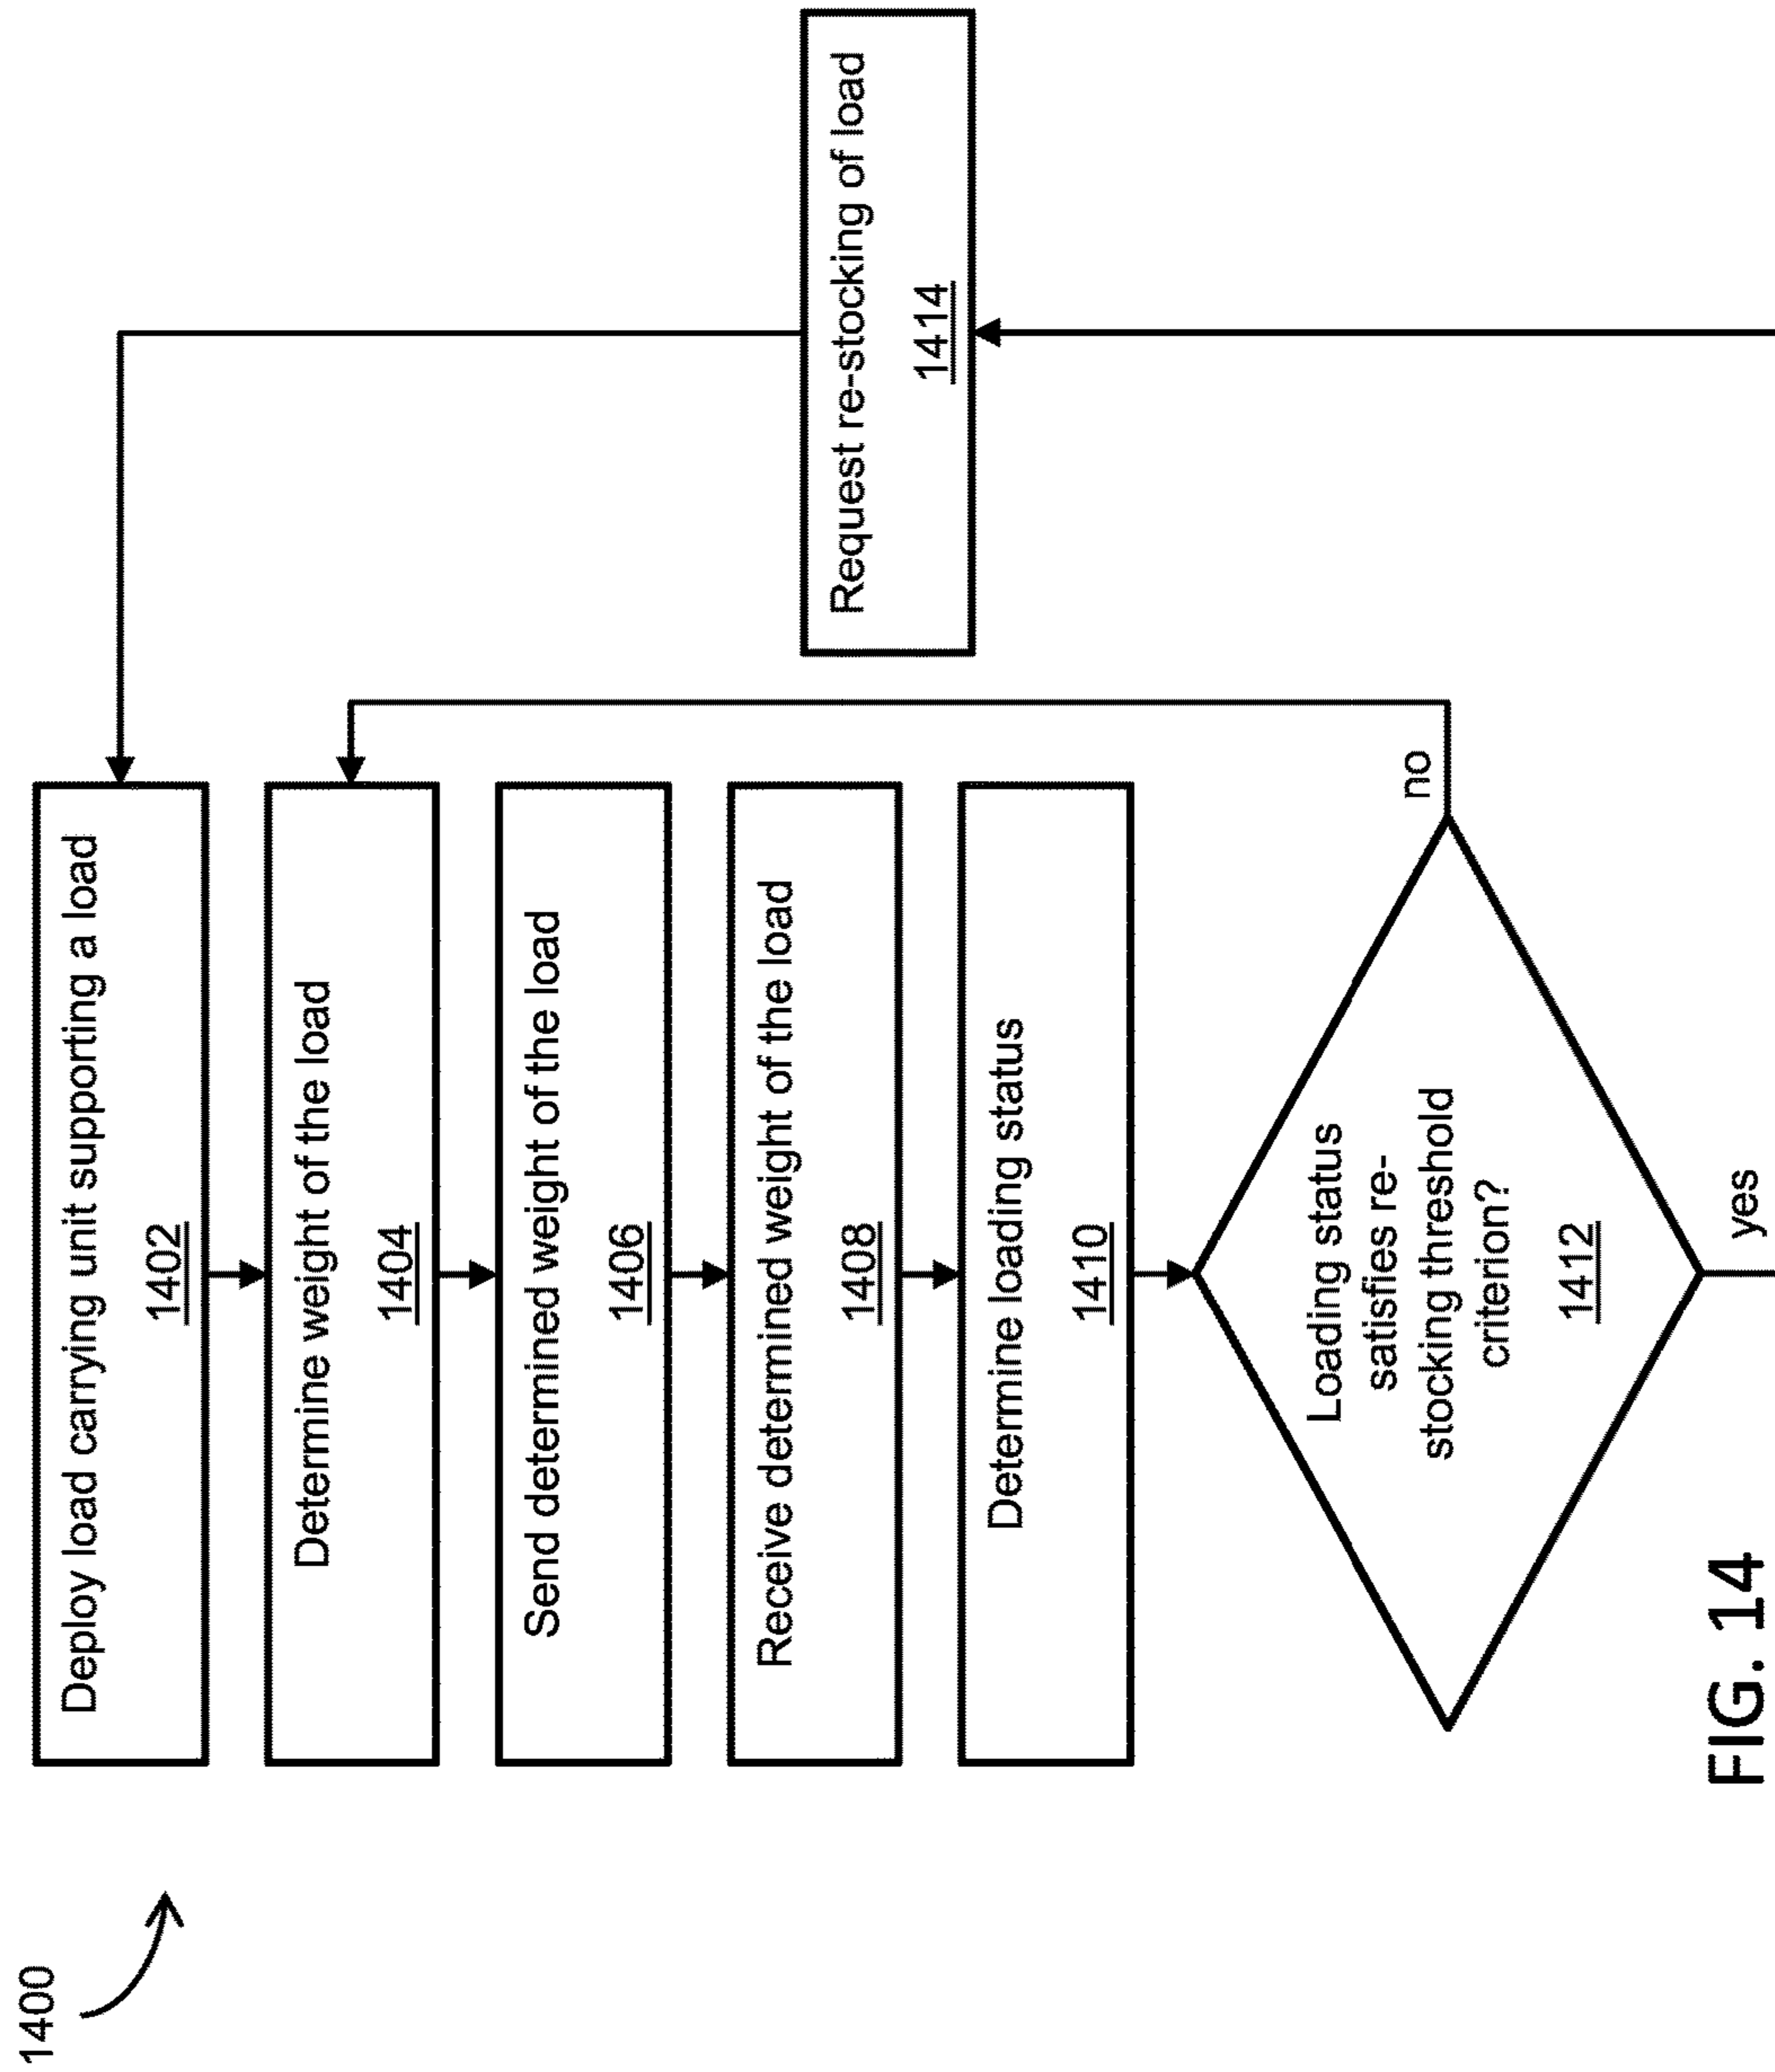 1400
Deploy load carrying unit supporting a load
1402
Determine weight of the load
1404
Send determined weight of the load
1406
Receive determined weight of the load
1408
Determine loading status
1410
Loading status
satisfies re-
stocking threshold
criterion?
1412
no
yes
Request re-stocking of load
1414
FIG. 14